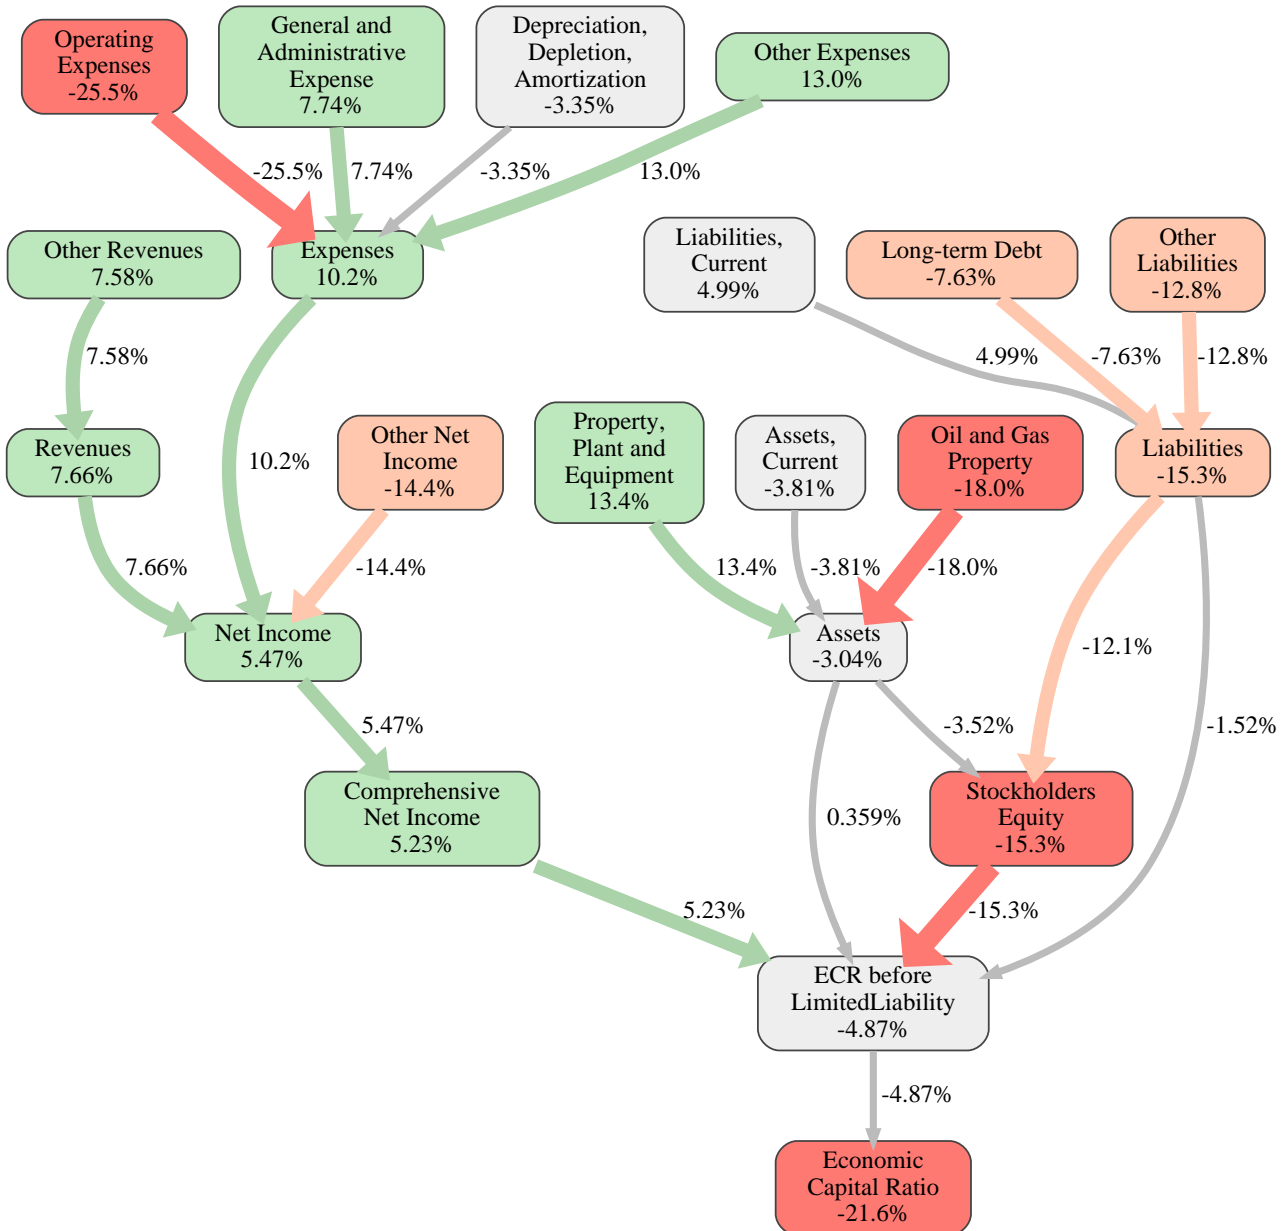 Operating
Expenses
-25.5%
General and
Administrative
Expense
7.74%
Depreciation,
Depletion,
Amortization
-3.35%
Other Expenses
13.0%
-25.5%
7.74%
-3.35%
13.0%
Other Revenues
7.58%
Expenses
10.2%
Liabilities,
Current
4.99%
Long-term Debt
-7.63%
Other
Liabilities
-12.8%
7.58%
4.99%
-7.63%
-12.8%
Revenues
7.66%
10.2%
Other Net
Income
-14.4%
Property,
Plant and
Equipment
13.4%
Assets,
Current
-3.81%
Oil and Gas
Property
-18.0%
Liabilities
-15.3%
7.66%
-14.4%
13.4%
-3.81%
-18.0%
Net Income
5.47%
Assets
-3.04%
-12.1%
5.47%
-3.52%
-1.52%
Comprehensive
Net Income
5.23%
0.359%
Stockholders
Equity
-15.3%
5.23%
-15.3%
ECR before
LimitedLiability
-4.87%
-4.87%
Economic
Capital Ratio
-21.6%